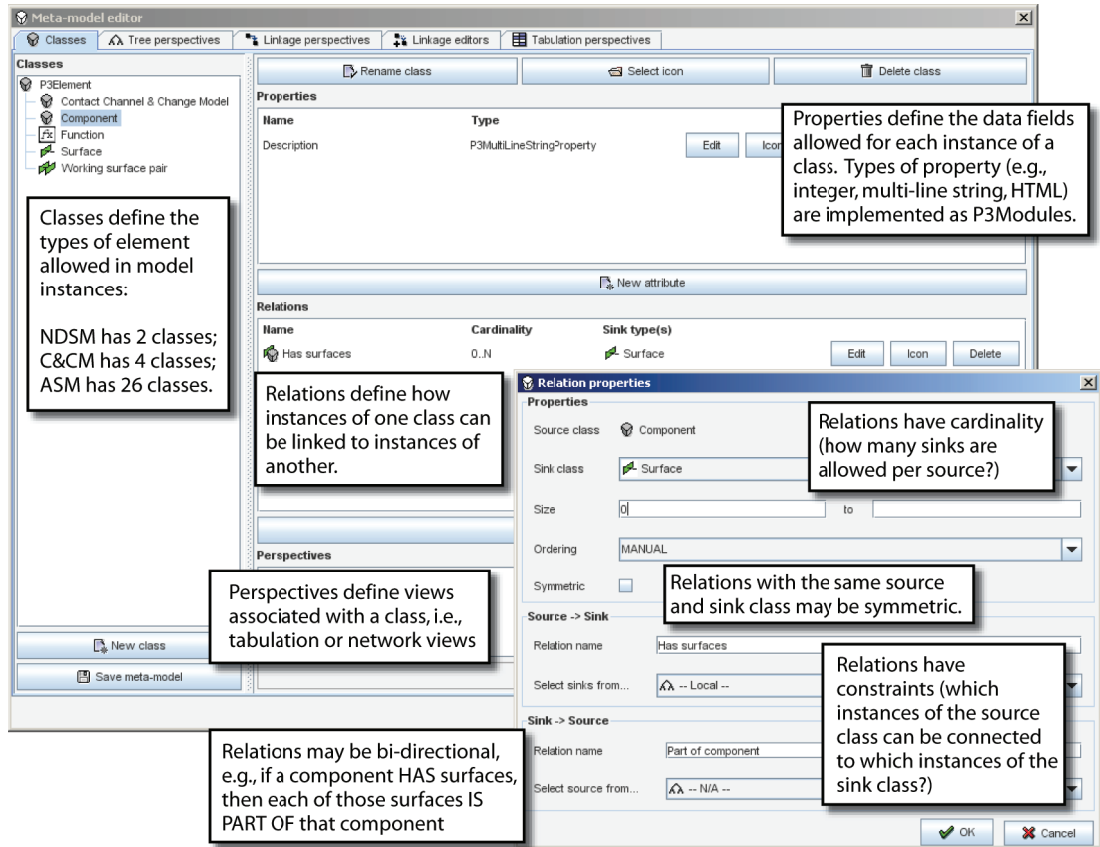 Meta-model editor
Classes
Tree perspectives
Linkage perspectives
Linkage editors
Tabulation perspectives
Classes
P3Element
Contact Channel & Change Model
Component
fx Function
Surface
Working surface pair
Classes define the
types of element
allowed in model
instances:
NDSM has 2 classes;
C&CM has 4 classes;
ASM has 26 classes.
New class
Save meta-model
Rename class
Select icon
Delete class
Properties
Name Type
Description P3MultiLineStringProperty Edit Icon
Properties define the data fields
allowed for each instance of a
class. Types of property (e.g.,
integer, multi-line string, HTML)
are implemented as P3Modules.
New attribute
Relations
Name Cardinality Sink type(s)
Has surfaces 0..N Surface Edit Icon Delete
Relations define how
instances of one class can
be linked to instances of
another.
Perspectives
Perspectives define views
associated with a class, i.e.,
tabulation or network views
Relations may be bi-directional,
e.g., if a component HAS surfaces,
then each of those surfaces IS
PART OF that component
Relation properties
Properties
Source class Component
Sink class Surface
Relations have cardinality
(how many sinks are
allowed per source?)
Size 0 to
Ordering MANUAL
Symmetric
Relations with the same source
and sink class may be symmetric.
Source -> Sink
Relation name Has surfaces
Select sinks from... -- Local --
Relations have
constraints (which
instances of the source
class can be connected
to which instances of the
sink class?)
Sink -> Source
Relation name Part of component
Select source from... -- N/A --
OK
Cancel